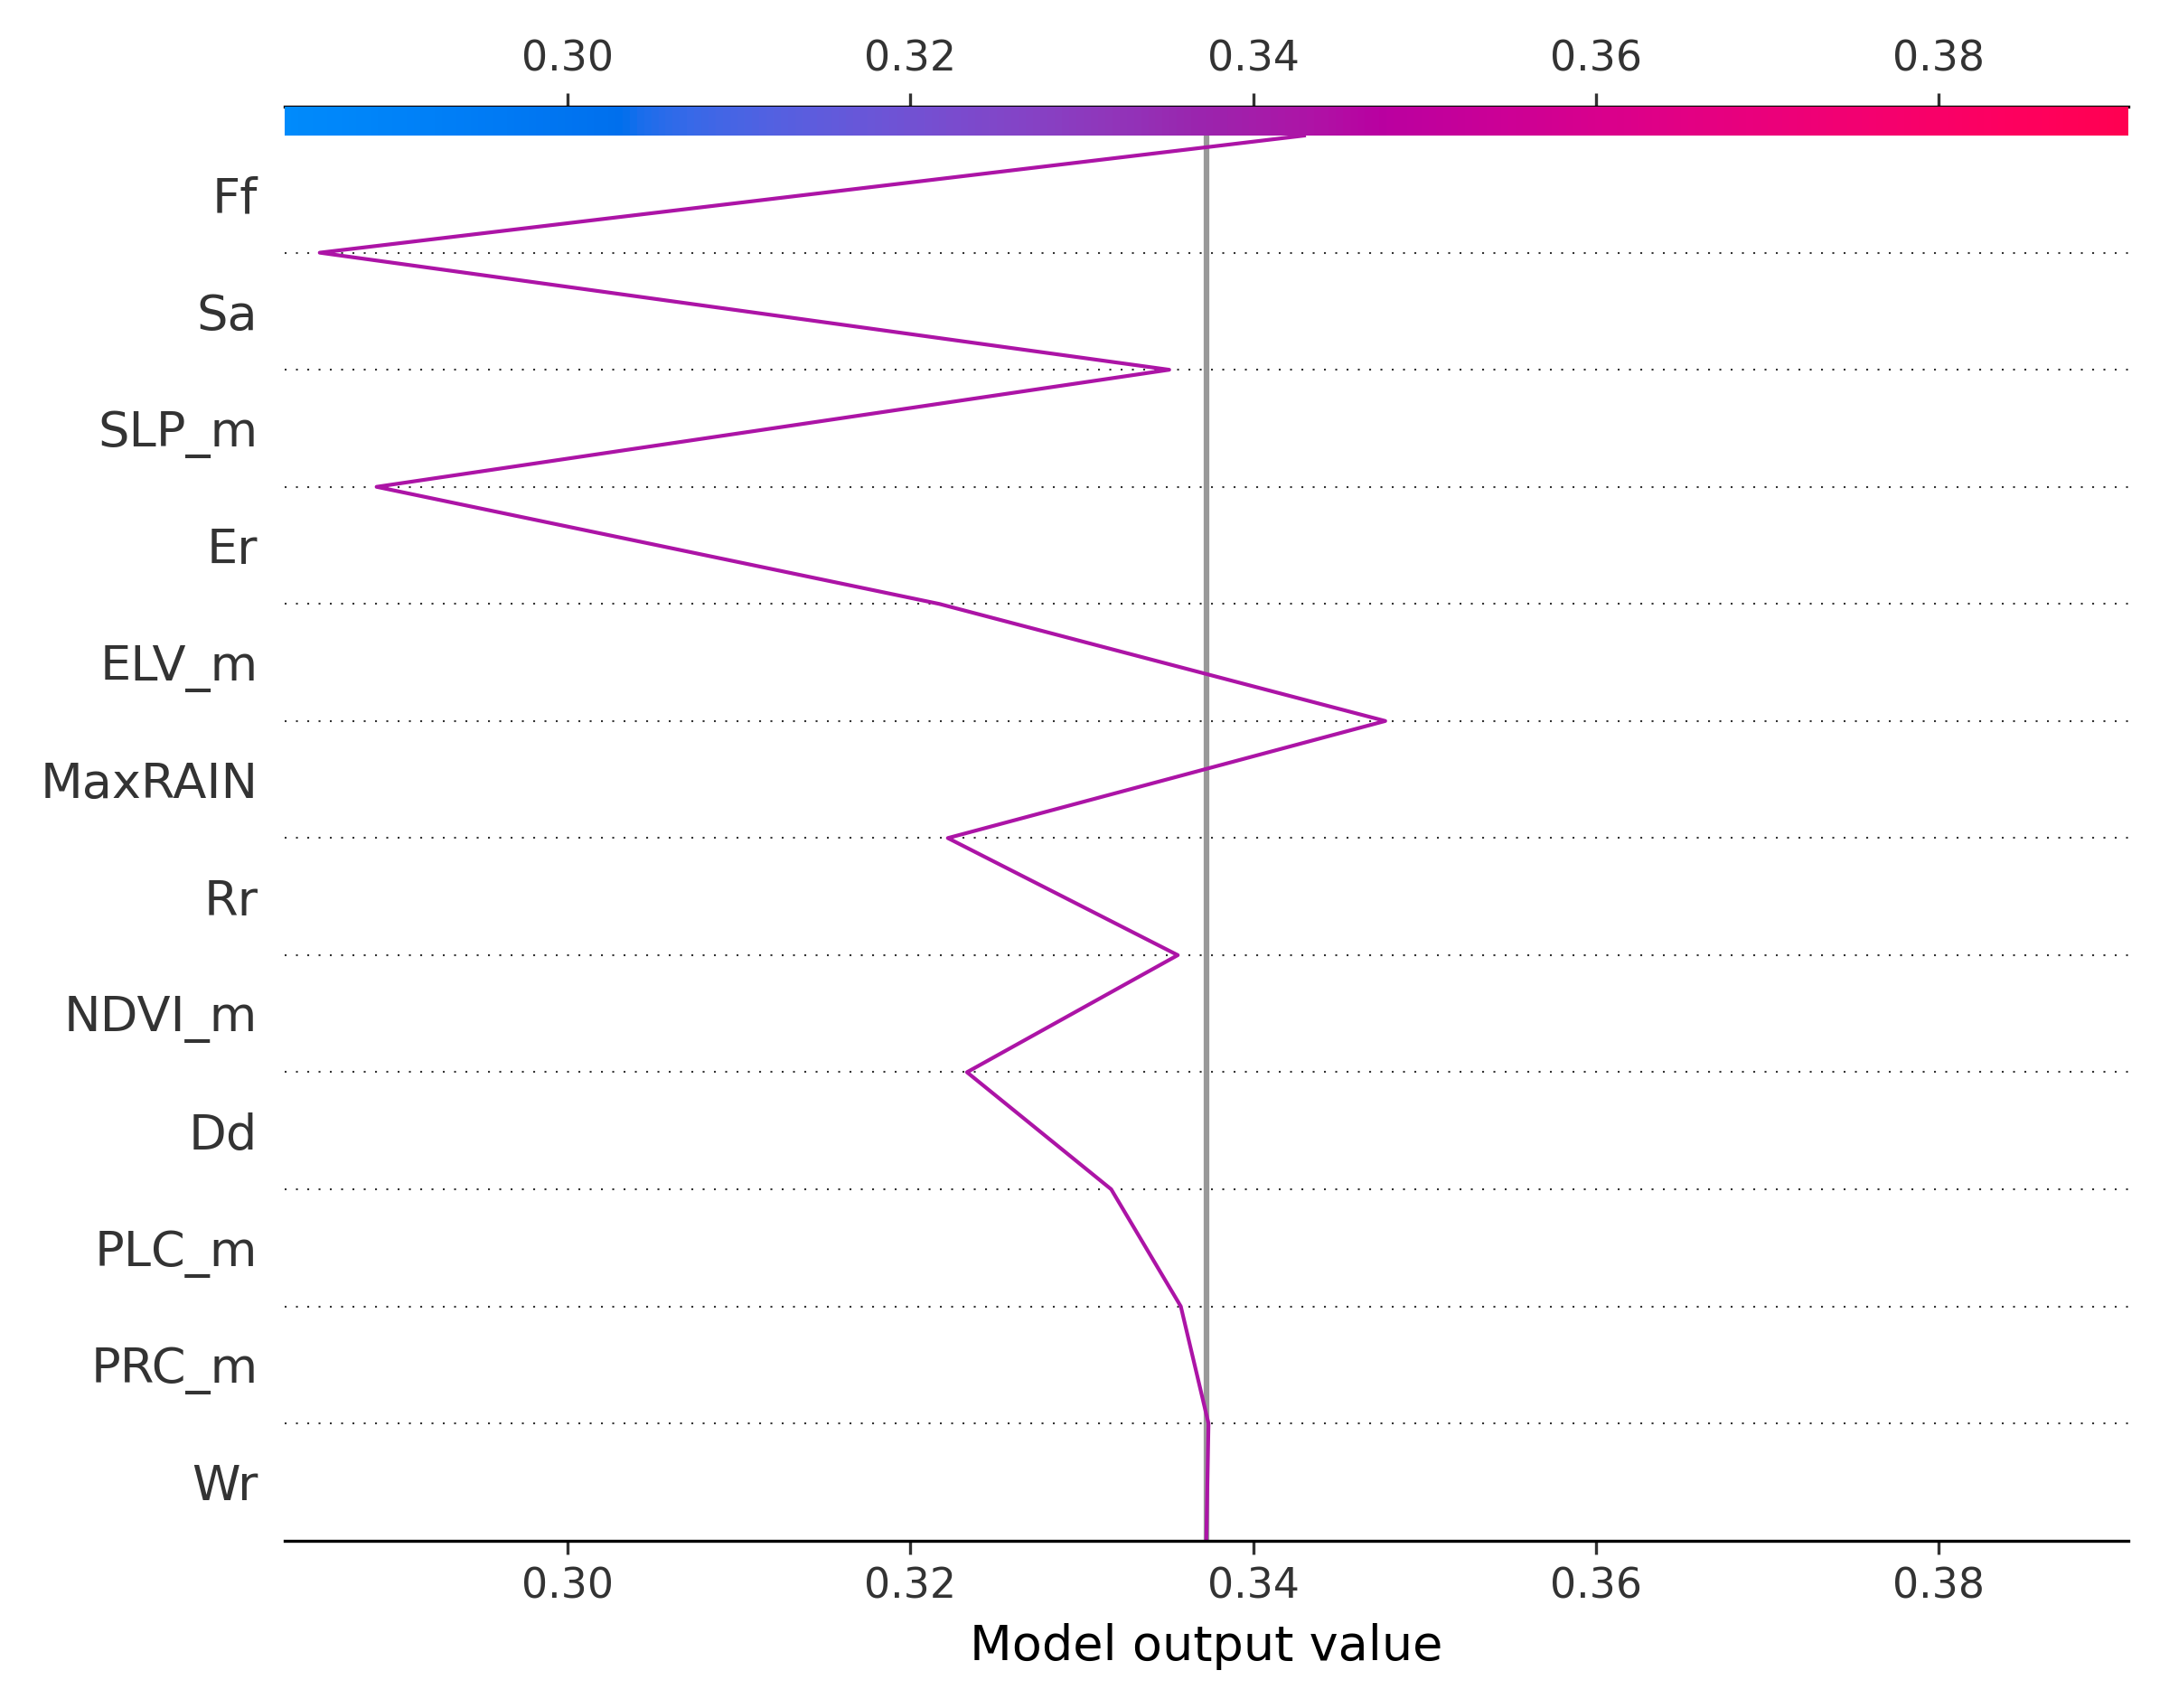 0.30 0.32 0.34 0.36 0.38
Ff
Sa
SLP_m
Er
ELV_m
MaxRAIN
Rr
NDVI_m
Dd
PLC_m
PRC_m
Wr
0.30 0.32 0.34 0.36 0.38
Model output value